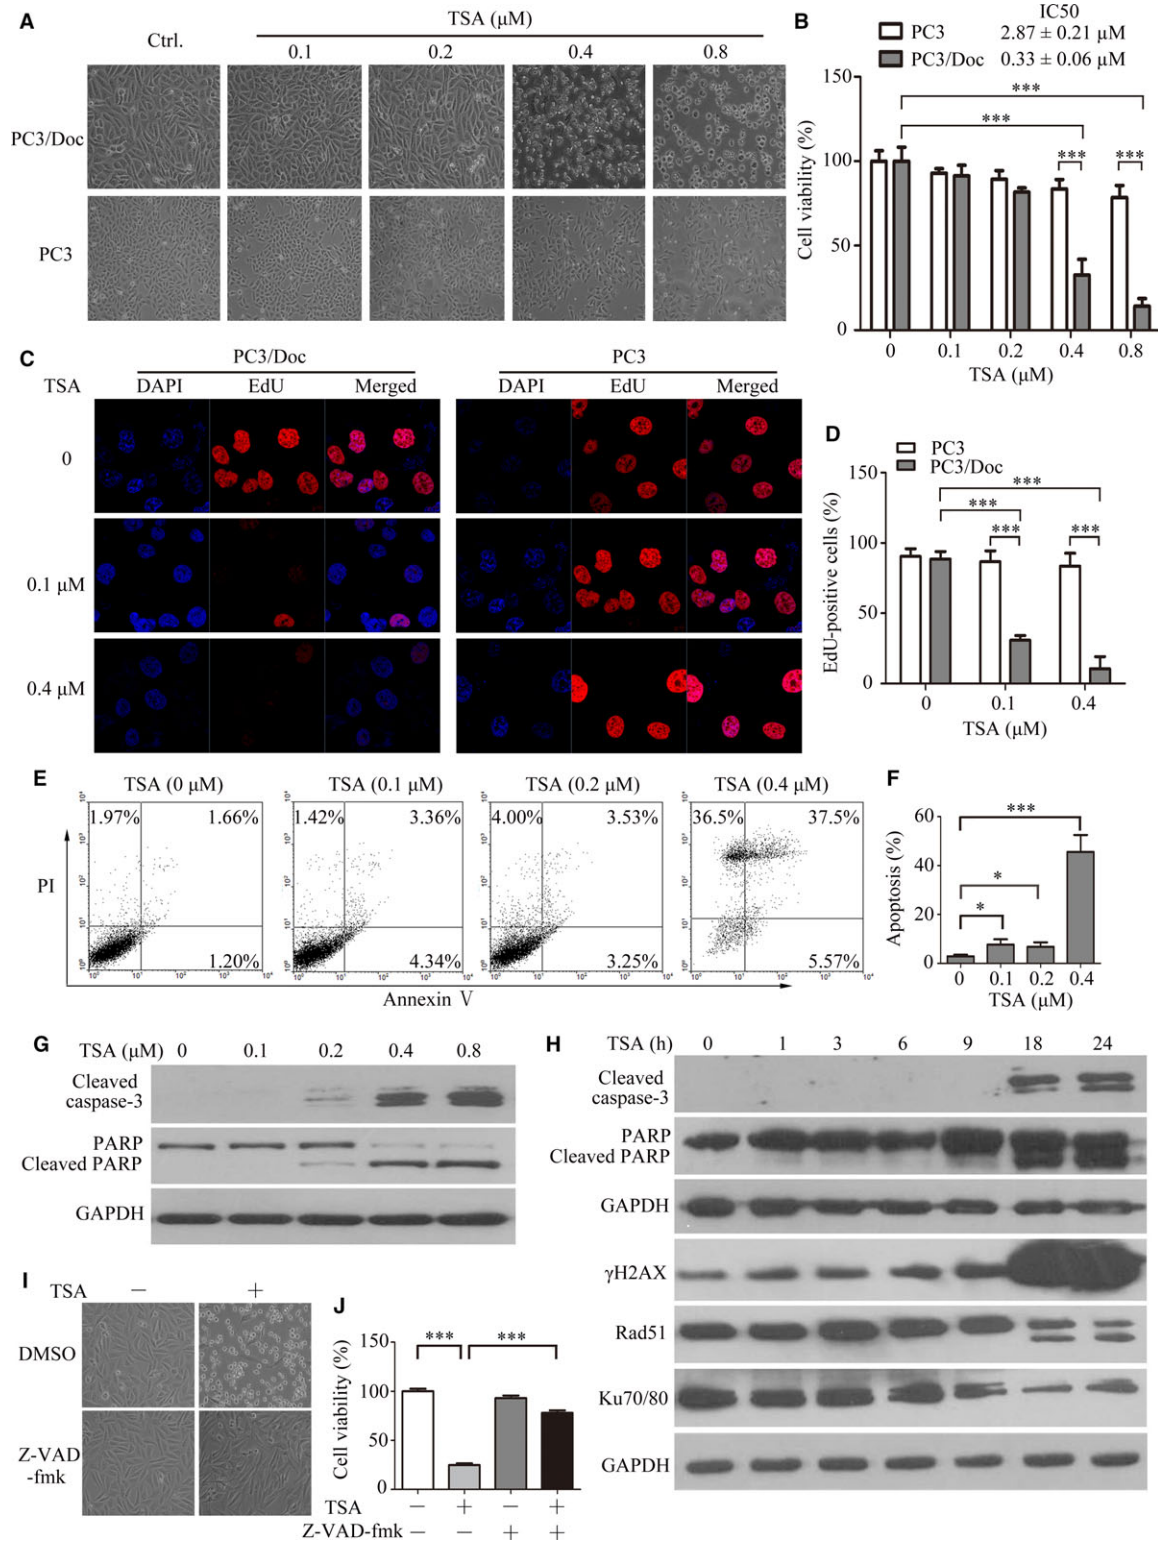 A
TSA (μM)
Ctrl.
0.1 0.2 0.4 0.8
PC3/Doc
PC3
B
IC50
PC3 2.87 ± 0.21 μM
PC3/Doc 0.33 ± 0.06 μM
Cell viability (%)
150
100
50
0
*** *** *** ***
0 0.1 0.2 0.4 0.8
TSA (μM)
C
PC3/Doc PC3
TSA DAPI EdU Merged DAPI EdU Merged
0
0.1 μM
0.4 μM
D
PC3
PC3/Doc
EdU-positive cells (%)
150
100
50
0
*** *** *** ***
0 0.1 0.4
TSA (μM)
E
TSA (0 μM) TSA (0.1 μM) TSA (0.2 μM) TSA (0.4 μM)
1.97% 1.66% 1.42% 3.36% 4.00% 3.53% 36.5% 37.5%
PI
1.20% 4.34% 3.25% 5.57%
Annexin V
F
Apoptosis (%)
60
40
20
0
*** * *
0 0.1 0.2 0.4
TSA (μM)
G
TSA (μM) 0 0.1 0.2 0.4 0.8
Cleaved
caspase-3
PARP
Cleaved PARP
GAPDH
H
TSA (h) 0 1 3 6 9 18 24
Cleaved
caspase-3
PARP
Cleaved PARP
GAPDH
γH2AX
Rad51
Ku70/80
GAPDH
I
TSA − +
DMSO
Z-VAD
-fmk
J
Cell viability (%)
150
100
50
0
*** ***
TSA − + − +
Z-VAD-fmk − − + +